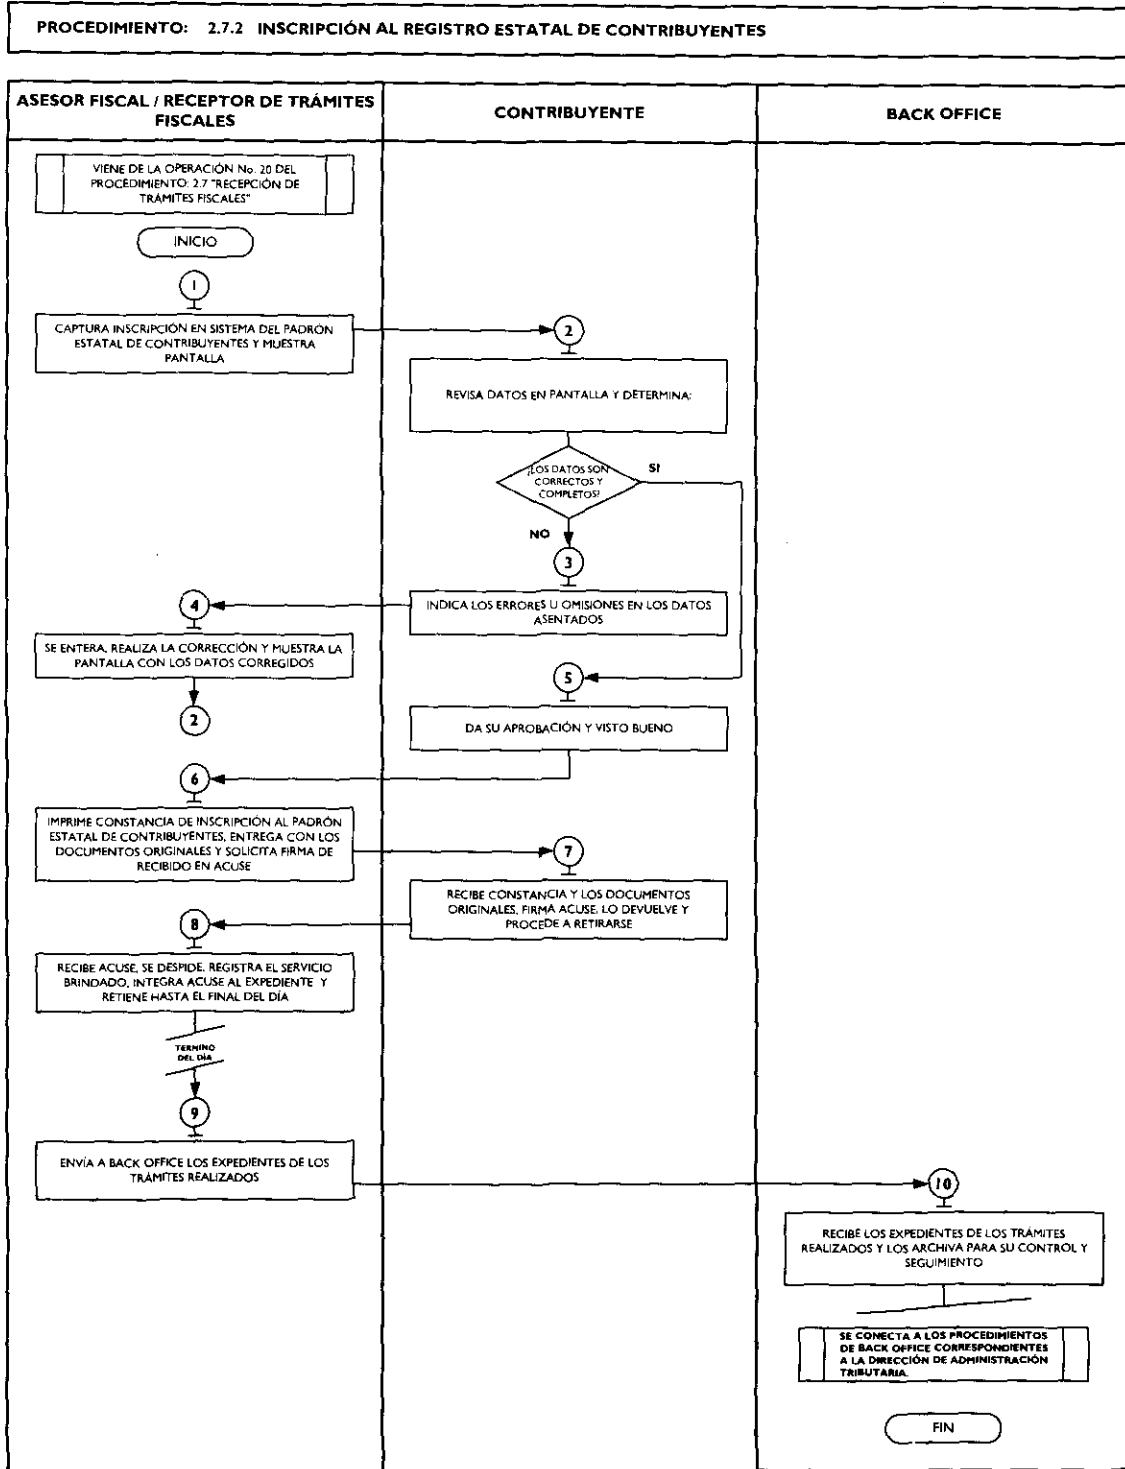 PROCEDIMIENTO: 2.7.2 INSCRIPCIÓN AL REGISTRO ESTATAL DE CONTRIBUYENTES
ASESOR FISCAL / RECEPTOR DE TRÁMITES
FISCALES
CONTRIBUYENTE
BACK OFFICE
VIENE DE LA OPERACIÓN No. 20 DEL
PROCEDIMIENTO: 2.7 "RECEPCIÓN DE
TRÁMITES FISCALES"
INICIO
1
CAPTURA INSCRIPCIÓN EN SISTEMA DEL PADRÓN
ESTATAL DE CONTRIBUYENTES Y MUESTRA
PANTALLA
2
REVISA DATOS EN PANTALLA Y DETERMINA:
¿LOS DATOS SON
CORRECTOS Y
COMPLETOS?
SI
NO
3
INDICA LOS ERRORES U OMISIONES EN LOS DATOS
ASENTADOS
4
SE ENTERA, REALIZA LA CORRECCIÓN Y MUESTRA LA
PANTALLA CON LOS DATOS CORREGIDOS
2
5
DA SU APROBACIÓN Y VISTO BUENO
6
IMPRIME CONSTANCIA DE INSCRIPCIÓN AL PADRÓN
ESTATAL DE CONTRIBUYENTES, ENTREGA CON LOS
DOCUMENTOS ORIGINALES Y SOLICITA FIRMA DE
RECIBIDO EN ACUSE
7
RECIBE CONSTANCIA Y LOS DOCUMENTOS
ORIGINALES, FIRMA ACUSE, LO DEVUELVE Y
PROCEDE A RETIRARSE
8
RECIBE ACUSE, SE DESPIDE, REGISTRA EL SERVICIO
BRINDADO, INTEGRA ACUSE AL EXPEDIENTE Y
RETIENE HASTA EL FINAL DEL DÍA
TERMINO
DEL DÍA
9
ENVÍA A BACK OFFICE LOS EXPEDIENTES DE LOS
TRÁMITES REALIZADOS
10
RECIBE LOS EXPEDIENTES DE LOS TRÁMITES
REALIZADOS Y LOS ARCHIVA PARA SU CONTROL Y
SEGUIMIENTO
SE CONECTA A LOS PROCEDIMIENTOS
DE BACK OFFICE CORRESPONDIENTES
A LA DIRECCIÓN DE ADMINISTRACIÓN
TRIBUTARIA.
FIN